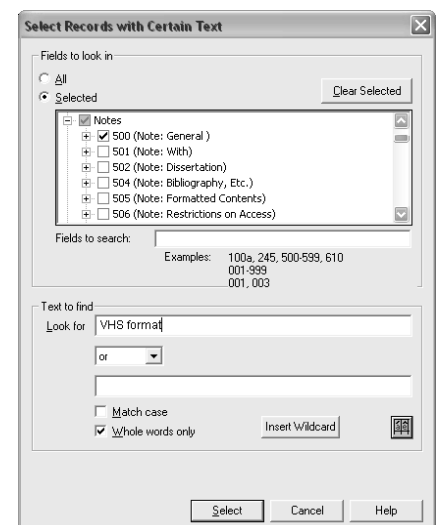 Select Records with Certain Text
Fields to look in
All
Selected
Clear Selected
Notes
500 (Note: General )
501 (Note: With)
502 (Note: Dissertation)
504 (Note: Bibliography, Etc.)
505 (Note: Formatted Contents)
506 (Note: Restrictions on Access)
Fields to search:
Examples: 100a, 245, 500-599, 610
001-999
001, 003
Text to find
Look for VHS format
or
Match case
Whole words only
Insert Wildcard
Select Cancel Help